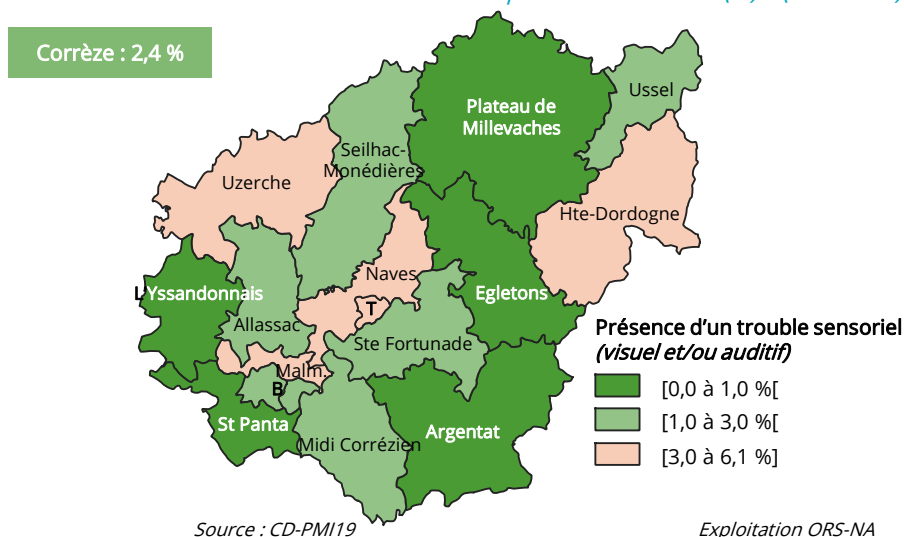 Corrèze : 2,4 %
Plateau de
Millevaches
Ussel
Seilhac-
Monédières
Uzerche
Hte-Dordogne
Naves
L'Yssandonnais
Egletons
T
Allassac
Ste Fortunade
Malm.
B
St Panta
Argentat
Midi Corrézien
Présence d'un trouble sensoriel
(visuel et/ou auditif)
[0,0 à 1,0 %[
[1,0 à 3,0 %[
[3,0 à 6,1 %]
Source : CD-PMI19
Exploitation ORS-NA